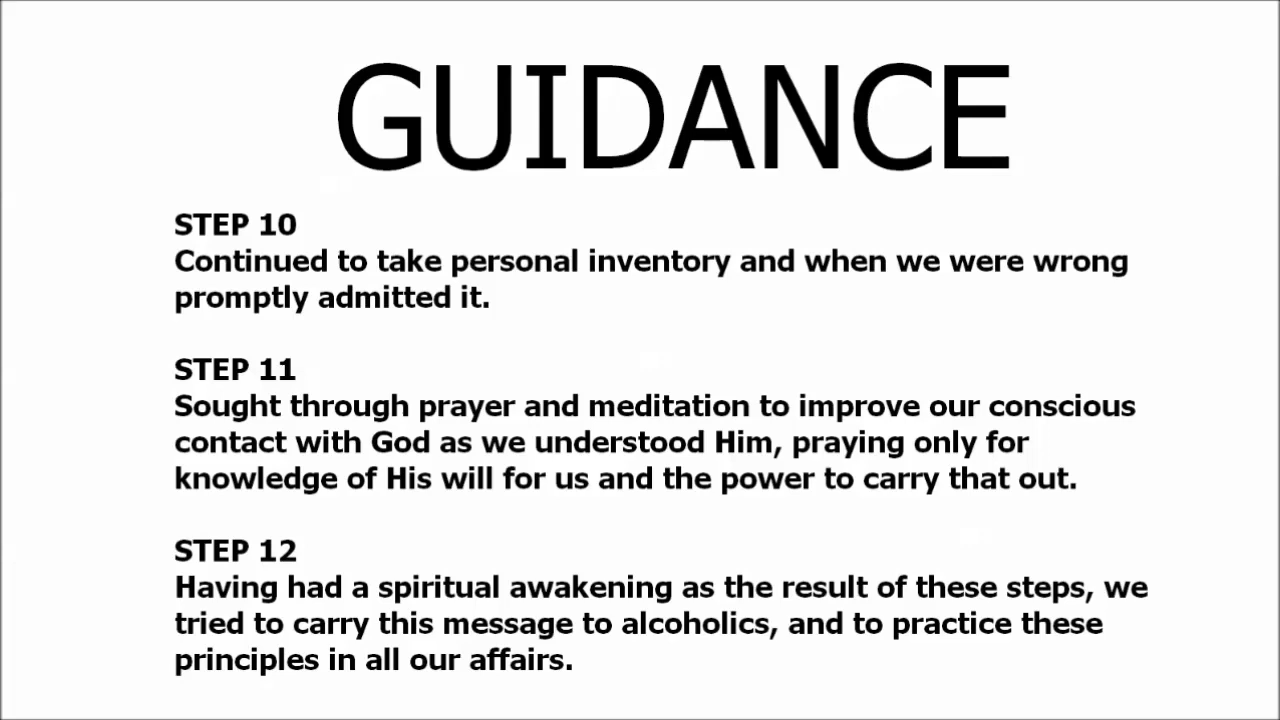 GUIDANCE
STEP 10
Continued to take personal inventory and when we were wrong
promptly admitted it.
STEP 11
Sought through prayer and meditation to improve our conscious
contact with God as we understood Him, praying only for
knowledge of His will for us and the power to carry that out.
STEP 12
Having had a spiritual awakening as the result of these steps, we
tried to carry this message to alcoholics, and to practice these
principles in all our affairs.